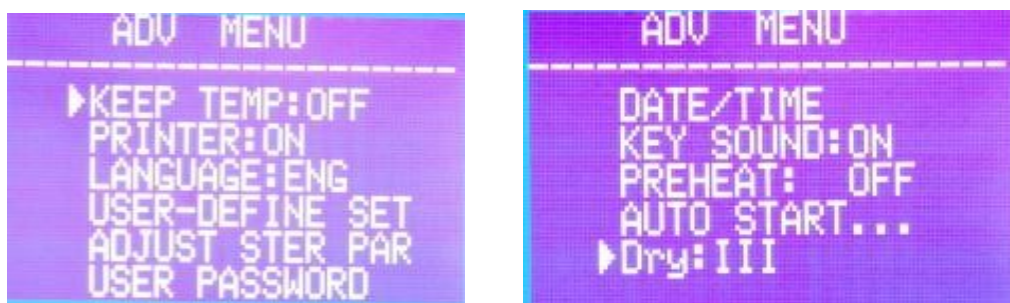 ADV MENU
KEEP TEMP:OFF
PRINTER:ON
LANGUAGE:ENG
USER-DEFINE SET
ADJUST STER PAR
USER PASSWORD
ADV MENU
DATE/TIME
KEY SOUND:ON
PREHEAT: OFF
AUTO START...
Dry:III